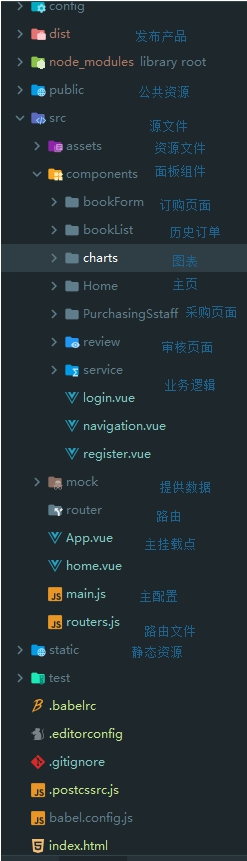 config
dist 发布产品
node_modules library root
public 公共资源
src 源文件
assets 资源文件
components 面板组件
bookForm 订购页面
bookList 历史订单
charts 图表
Home 主页
PurchasingSstaff 采购页面
review 审核页面
service 业务逻辑
login.vue
navigation.vue
register.vue
mock 提供数据
router 路由
App.vue 主挂载点
home.vue
main.js 主配置
routers.js 路由文件
static 静态资源
test
.babelrc
.editorconfig
.gitignore
.postcssrc.js
babel.config.js
index.html